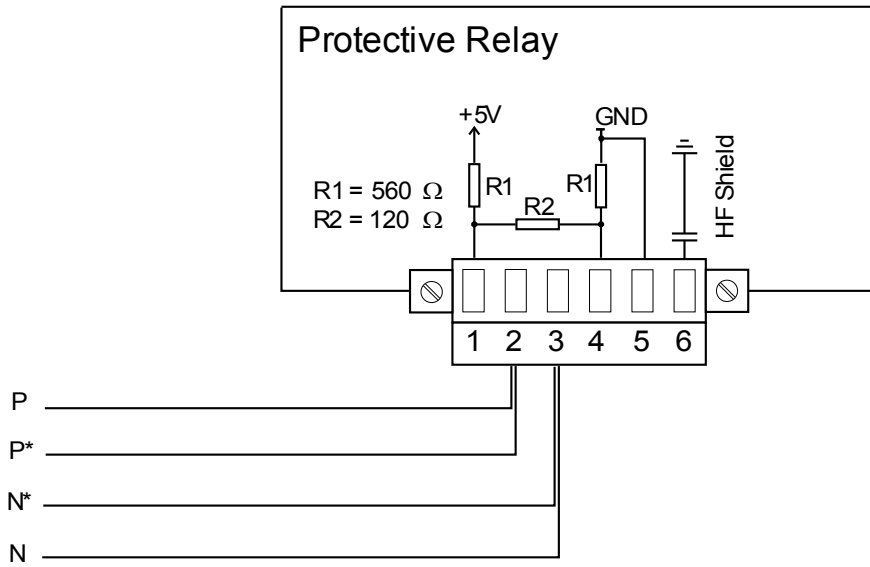 Protective Relay
+5V
GND
R1 = 560 Ω
R1
R1
R2 = 120 Ω
R2
HF Shield
1 2 3 4 5 6
P
P*
N*
N